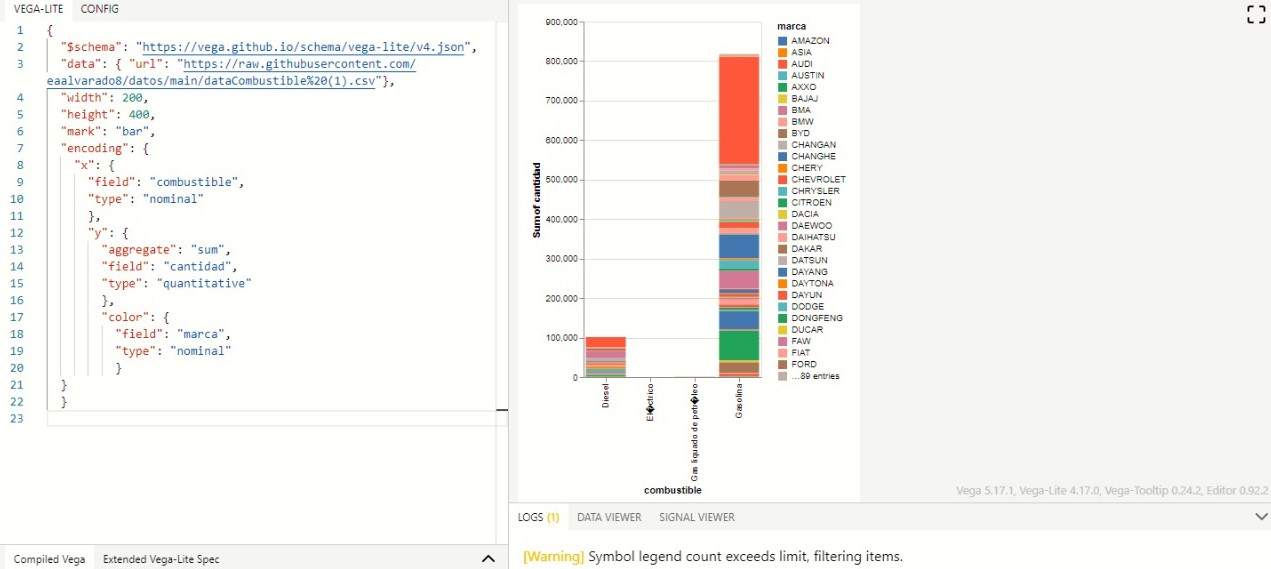 VEGA-LITE CONFIG
1 {
2 "$schema": "https://vega.github.io/schema/vega-lite/v4.json",
3 "data": { "url": "https://raw.githubusercontent.com/
eaalvarado8/datos/main/dataCombustible%20(1).csv"},
4 "width": 200,
5 "height": 400,
6 "mark": "bar",
7 "encoding": {
8 "x": {
9 "field": "combustible",
10 "type": "nominal"
11 },
12 "y": {
13 "aggregate": "sum",
14 "field": "cantidad",
15 "type": "quantitative"
16 },
17 "color": {
18 "field": "marca",
19 "type": "nominal"
20 }
21 }
22 }
23
Compiled Vega Extended Vega-Lite Spec
900,000
800,000
700,000
600,000
500,000
400,000
300,000
200,000
100,000
0
Sum of cantidad
Diesel
El�ctrico
Gas liquado de petr�leo
Gasolina
combustible
marca
AMAZON
ASIA
AUDI
AUSTIN
AXXO
BAJAJ
BMA
BMW
BYD
CHANGAN
CHANGHE
CHERY
CHEVROLET
CHRYSLER
CITROEN
DACIA
DAEWOO
DAIHATSU
DAKAR
DATSUN
DAYANG
DAYTONA
DAYUN
DODGE
DONGFENG
DUCAR
FAW
FIAT
FORD
...89 entries
Vega 5.17.1, Vega-Lite 4.17.0, Vega-Tooltip 0.24.2, Editor 0.92.2
LOGS (1) DATA VIEWER SIGNAL VIEWER
[Warning] Symbol legend count exceeds limit, filtering items.